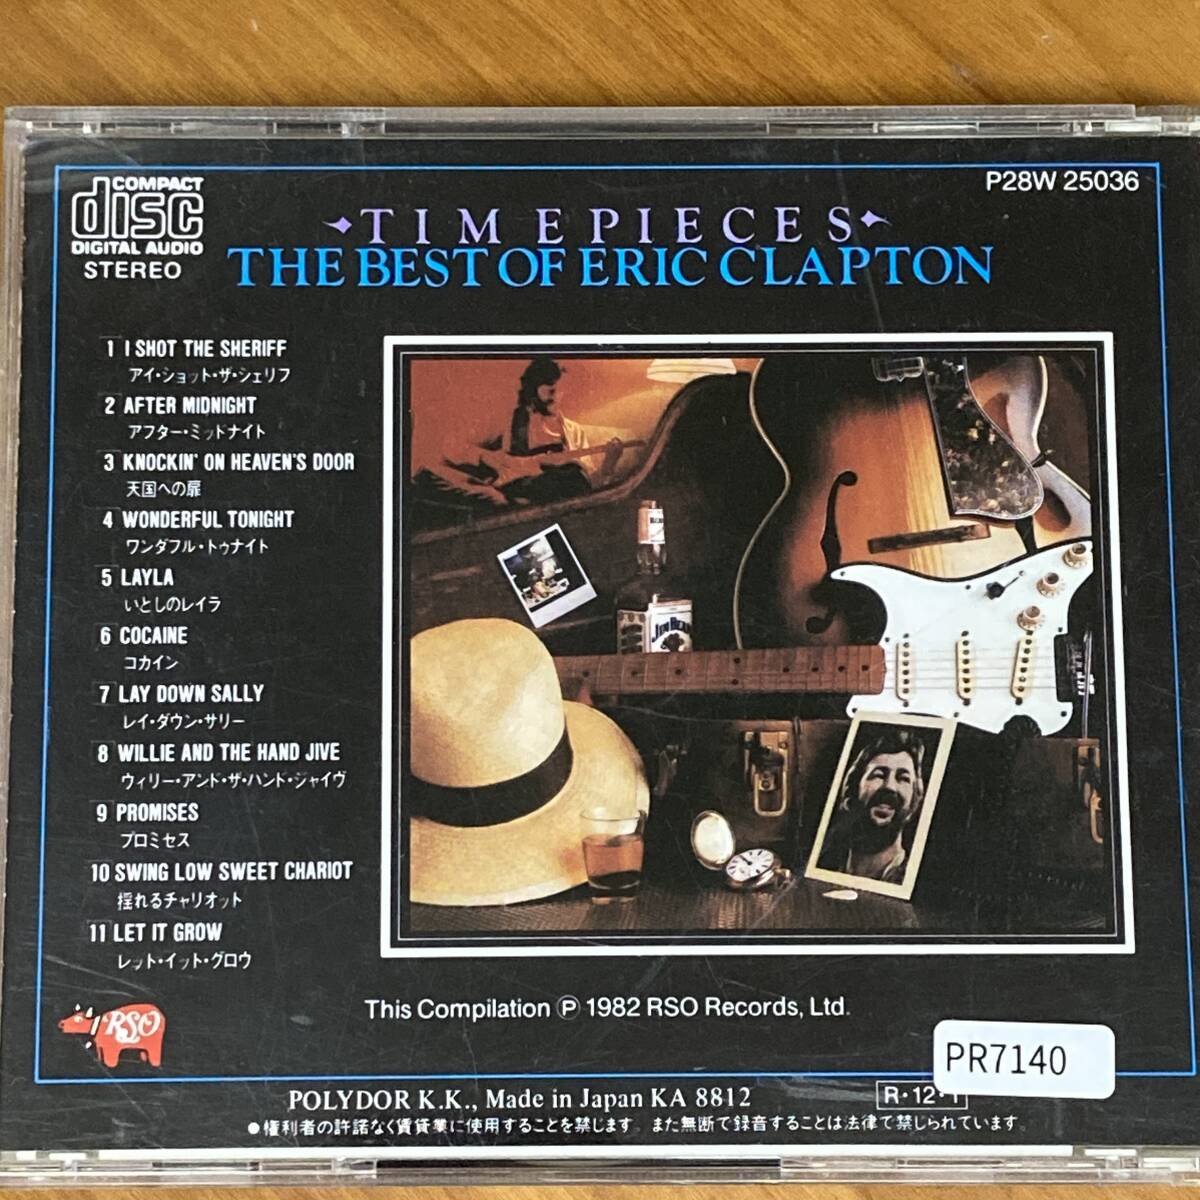 COMPACT
disc
DIGITAL AUDIO
STEREO
P28W 25036
TIME PIECES
THE BEST OF ERIC CLAPTON
1 I SHOT THE SHERIFF
アイ・ショット・ザ・シェリフ
2 AFTER MIDNIGHT
アフター・ミッドナイト
3 KNOCKIN' ON HEAVEN'S DOOR
天国への扉
4 WONDERFUL TONIGHT
ワンダフル・トゥナイト
5 LAYLA
いとしのレイラ
6 COCAINE
コカイン
7 LAY DOWN SALLY
レイ・ダウン・サリー
8 WILLIE AND THE HAND JIVE
ウィリー・アンド・ザ・ハンド・ジャイヴ
9 PROMISES
プロミセス
10 SWING LOW SWEET CHARIOT
揺れるチャリオット
11 LET IT GROW
レット・イット・グロウ
JIM BEAM
This Compilation Ⓟ 1982 RSO Records, Ltd.
RSO
PR7140
POLYDOR K.K., Made in Japan KA 8812
R・12・1
●権利者の許諾なく賃貸業に使用することを禁じます。また無断で録音することは法律で禁じられています。